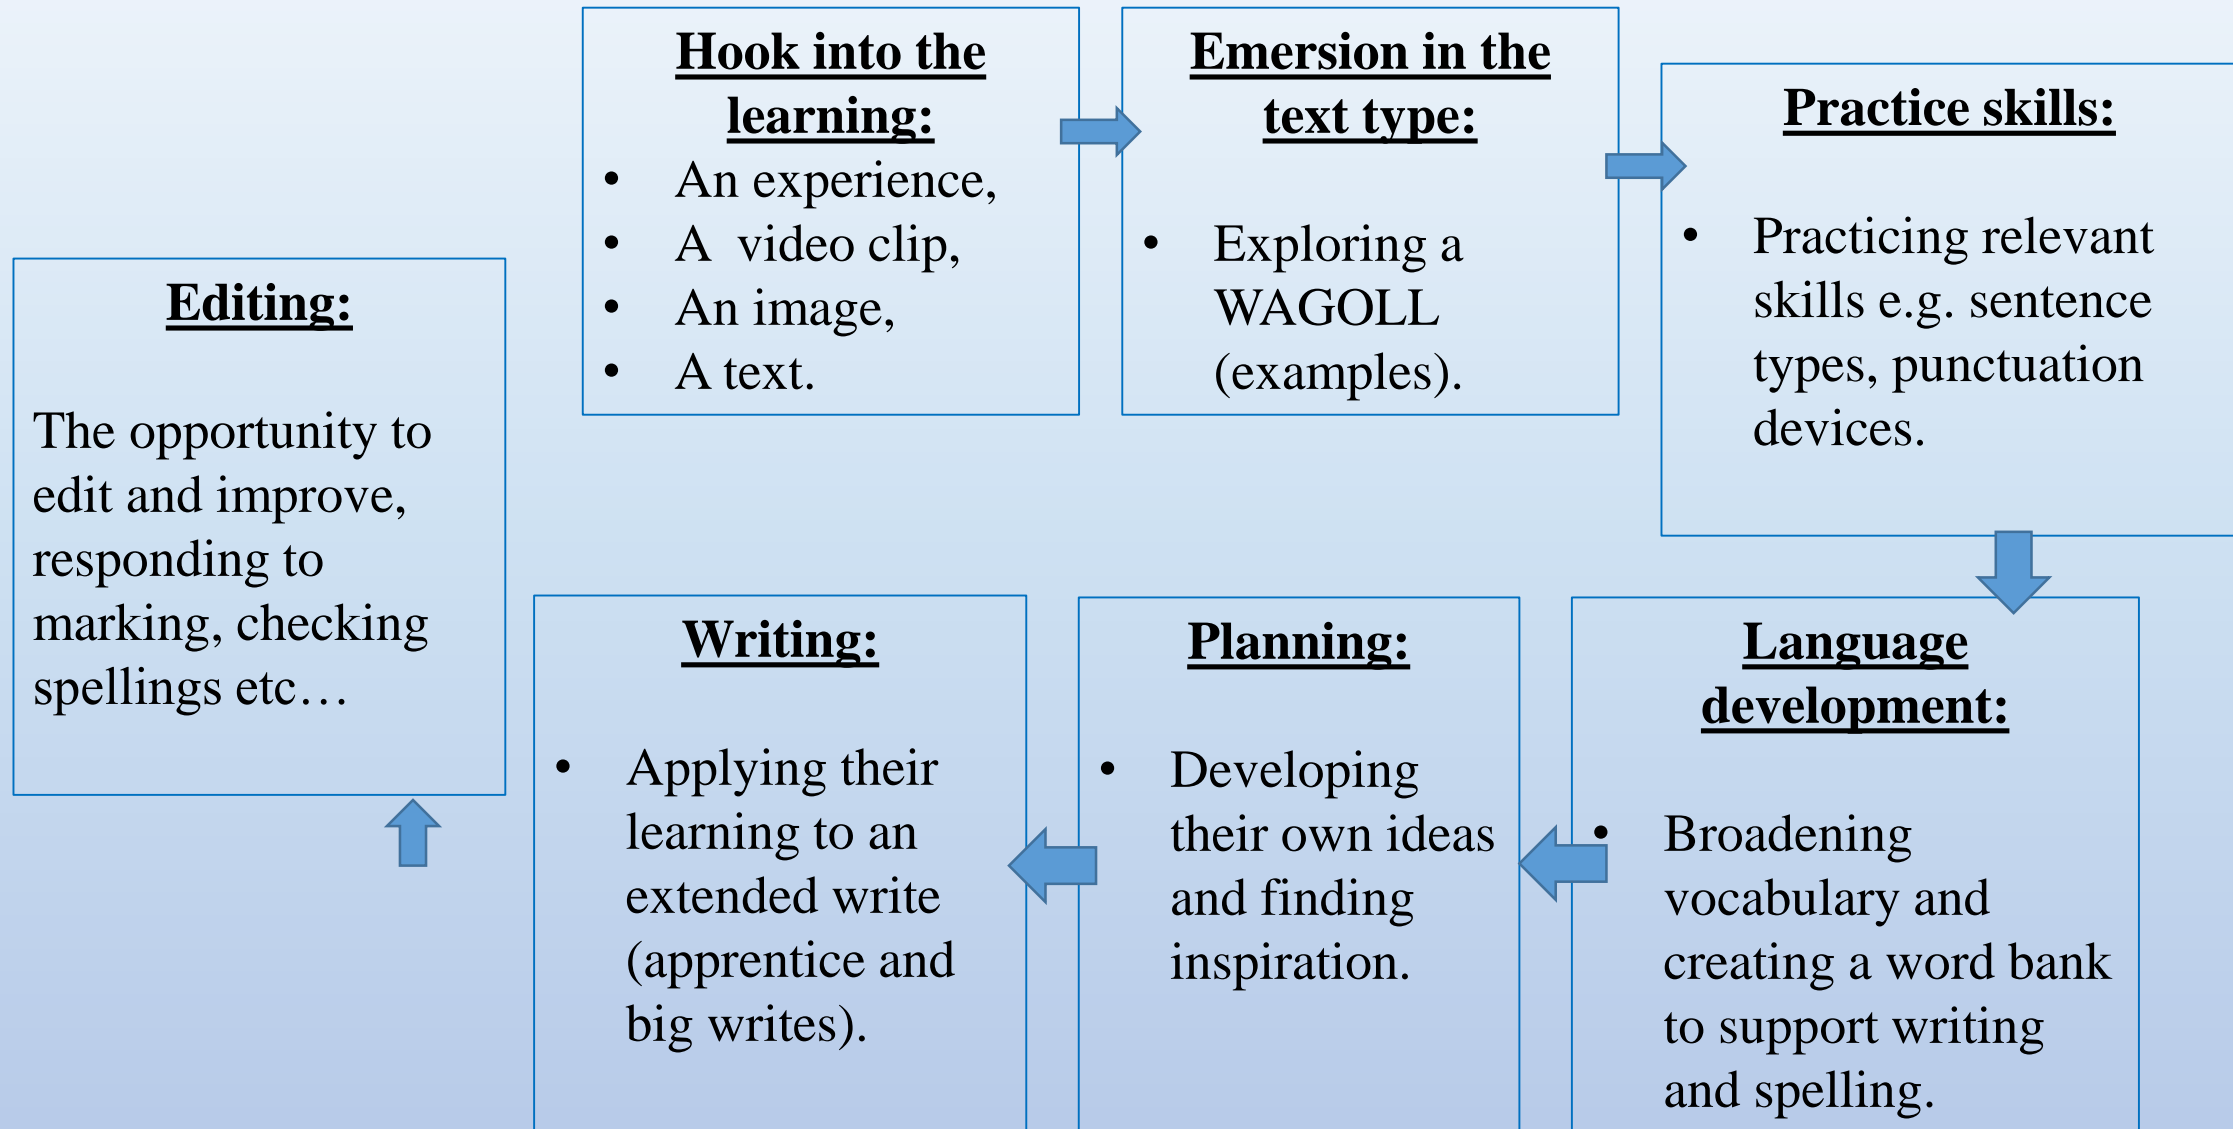 Hook into the
learning:
• An experience,
• A  video clip,
• An image,
• A text.
Emersion in the
text type:
• Exploring a
WAGOLL
(examples).
Practice skills:
• Practicing relevant
skills e.g. sentence
types, punctuation
devices.
Language
development:
• Broadening
vocabulary and
creating a word bank
to support writing
and spelling.
Planning:
• Developing
their own ideas
and finding
inspiration.
Writing:
• Applying their
learning to an
extended write
(apprentice and
big writes).
Editing:
The opportunity to
edit and improve,
responding to
marking, checking
spellings etc…